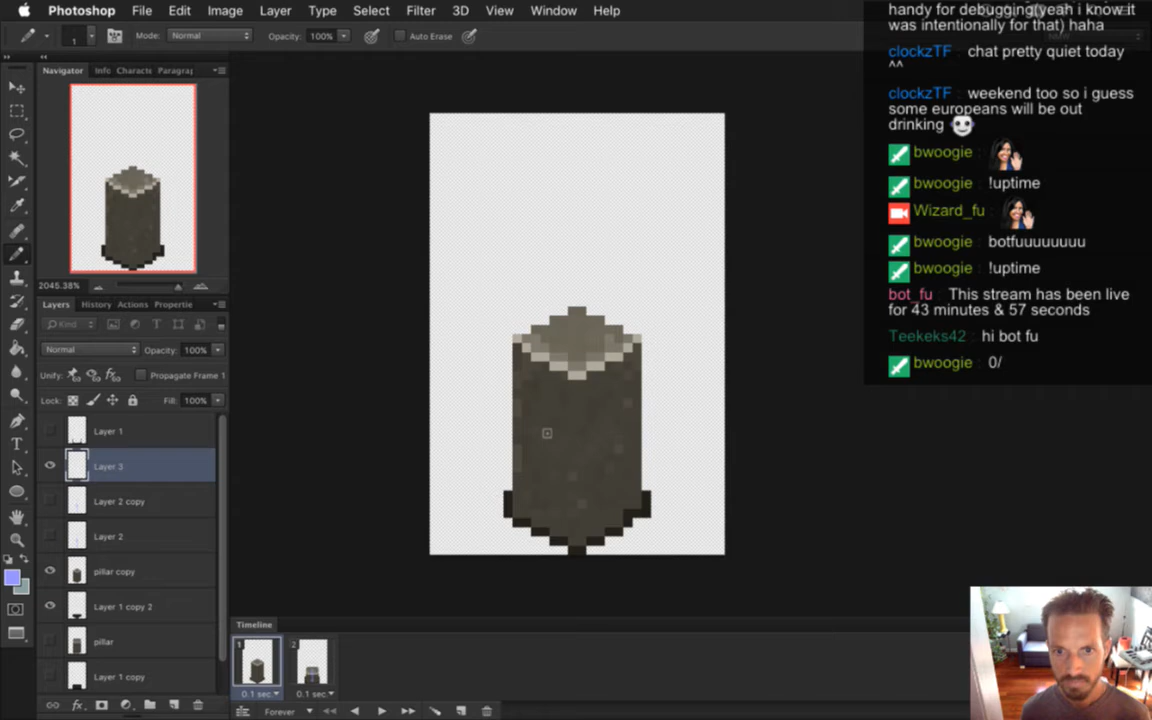 Photoshop File Edit Image Layer Type Select Filter 3D View Window Help
1 Mode: Normal Opacity: 100% Auto Erase
Navigator Info Characte Paragrap
2045.38%
Layers History Actions Propertie
Kind
Normal Opacity: 100%
Unify: Propagate Frame 1
Lock: Fill: 100%
Layer 1
Layer 3
Layer 2 copy
Layer 2
pillar copy
Layer 1 copy 2
pillar
Layer 1 copy
fx
Timeline
1 2
0.1 sec. 0.1 sec.
Forever
handy for debugging(yeah i know it
was intentionally for that) haha
clockzTF : chat pretty quiet today
^^
clockzTF : weekend too so i guess
some europeans will be out
drinking
bwoogie :
bwoogie : !uptime
Wizard_fu :
bwoogie : botfuuuuuuuu
bwoogie : !uptime
bot_fu : This stream has been live
for 43 minutes & 57 seconds
Teekeks42 : hi bot fu
bwoogie : 0/